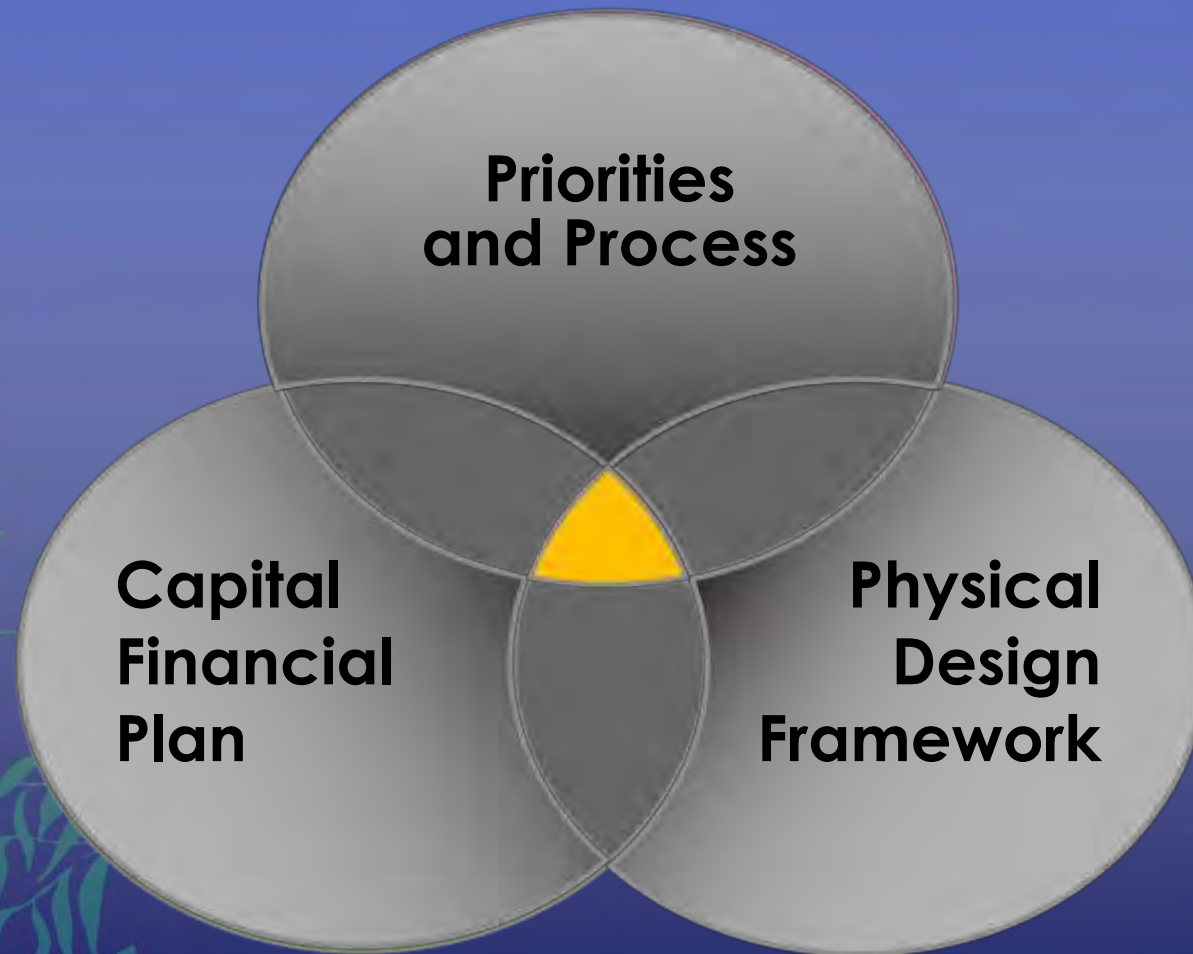 Priorities
and Process
Capital
Financial
Plan
Physical
Design
Framework